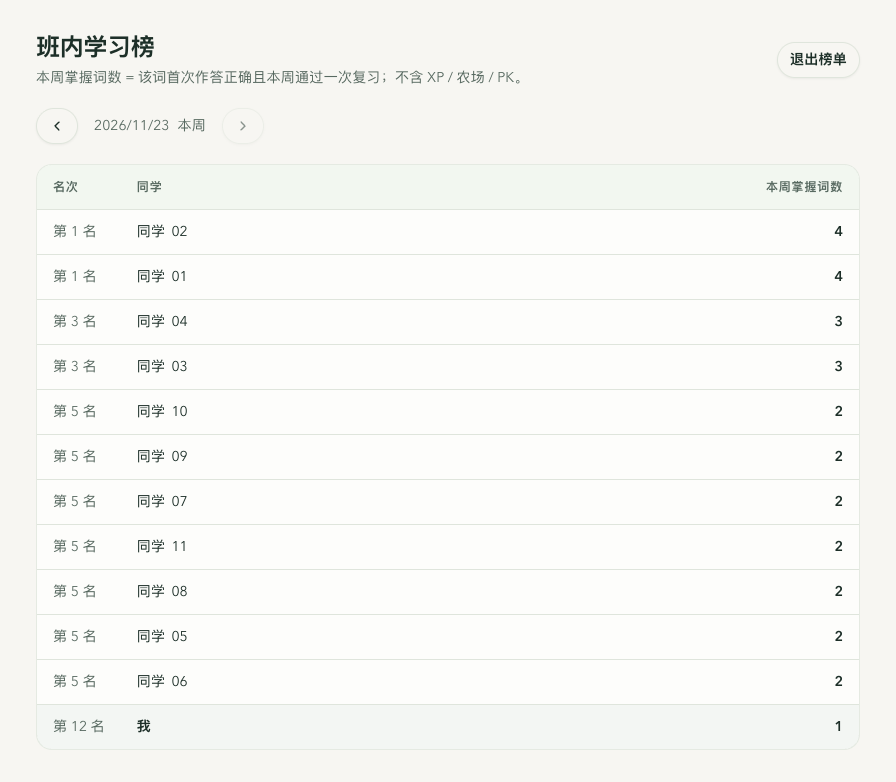 班内学习榜
本周掌握词数 = 该词首次作答正确且本周通过一次复习；不含 XP / 农场 / PK。
退出榜单
2026/11/23 本周
名次 同学 本周掌握词数
第 1 名 同学 02 4
第 1 名 同学 01 4
第 3 名 同学 04 3
第 3 名 同学 03 3
第 5 名 同学 10 2
第 5 名 同学 09 2
第 5 名 同学 07 2
第 5 名 同学 11 2
第 5 名 同学 08 2
第 5 名 同学 05 2
第 5 名 同学 06 2
第 12 名 我 1